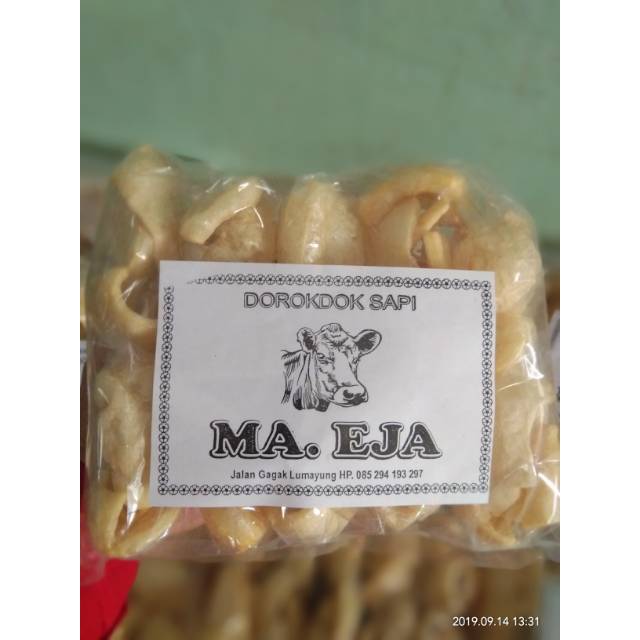 DOROKDOK SAPI
MA. EJA
Jalan Gagak Lumayung HP. 085 294 193 297
2019.09.14 13:31